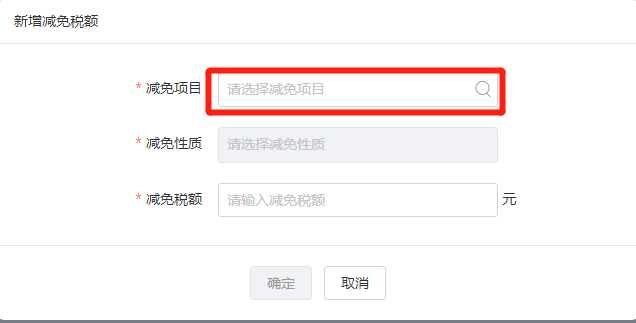 新增减免税额
* 减免项目 请选择减免项目
* 减免性质 请选择减免性质
* 减免税额 请输入减免税额 元
确定 取消